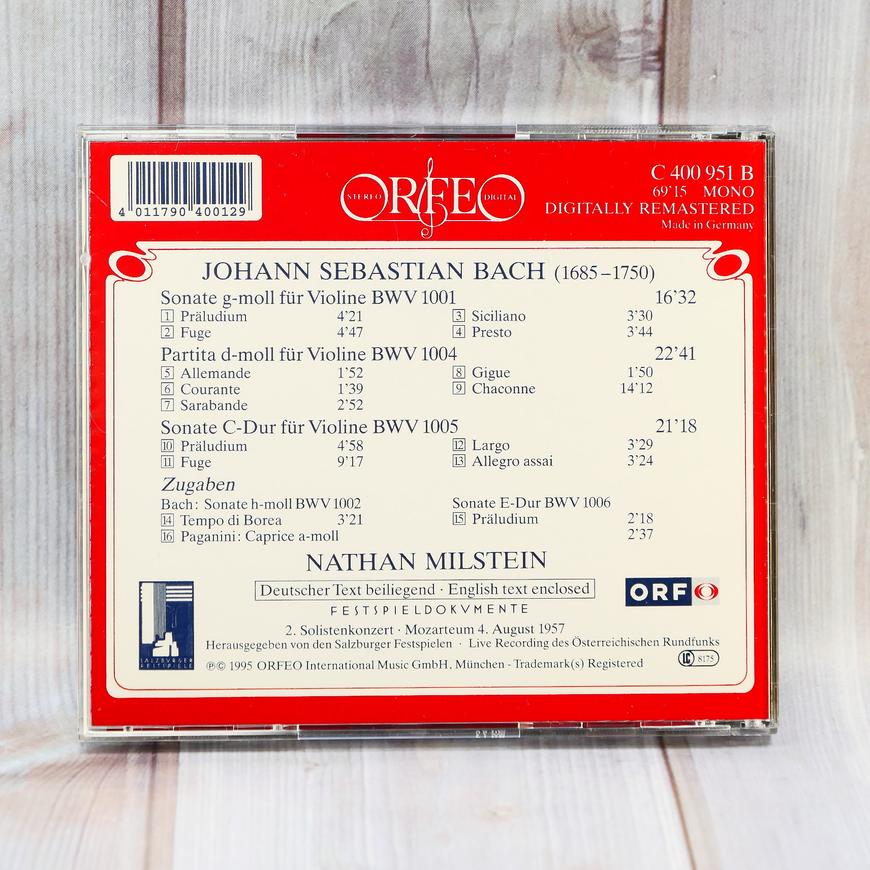 4 011790 400129
STEREO ORFEO DIGITAL
C 400 951 B
69'15 MONO
DIGITALLY REMASTERED
Made in Germany
JOHANN SEBASTIAN BACH (1685–1750)
Sonate g-moll für Violine BWV 1001 16'32
1 Präludium 4'21 3 Siciliano 3'30
2 Fuge 4'47 4 Presto 3'44
Partita d-moll für Violine BWV 1004 22'41
5 Allemande 1'52 8 Gigue 1'50
6 Courante 1'39 9 Chaconne 14'12
7 Sarabande 2'52
Sonate C-Dur für Violine BWV 1005 21'18
10 Präludium 4'58 12 Largo 3'29
11 Fuge 9'17 13 Allegro assai 3'24
Zugaben
Bach: Sonate h-moll BWV 1002 Sonate E-Dur BWV 1006
14 Tempo di Borea 3'21 15 Präludium 2'18
16 Paganini: Caprice a-moll 2'37
NATHAN MILSTEIN
Deutscher Text beiliegend · English text enclosed
ORF
FESTSPIELDOKVMENTE
2. Solistenkonzert · Mozarteum 4. August 1957
Herausgegeben von den Salzburger Festspielen · Live Recording des Österreichischen Rundfunks
SALZBURGER
FESTSPIELE
℗© 1995 ORFEO International Music GmbH, München - Trademark(s) Registered
LC 8175